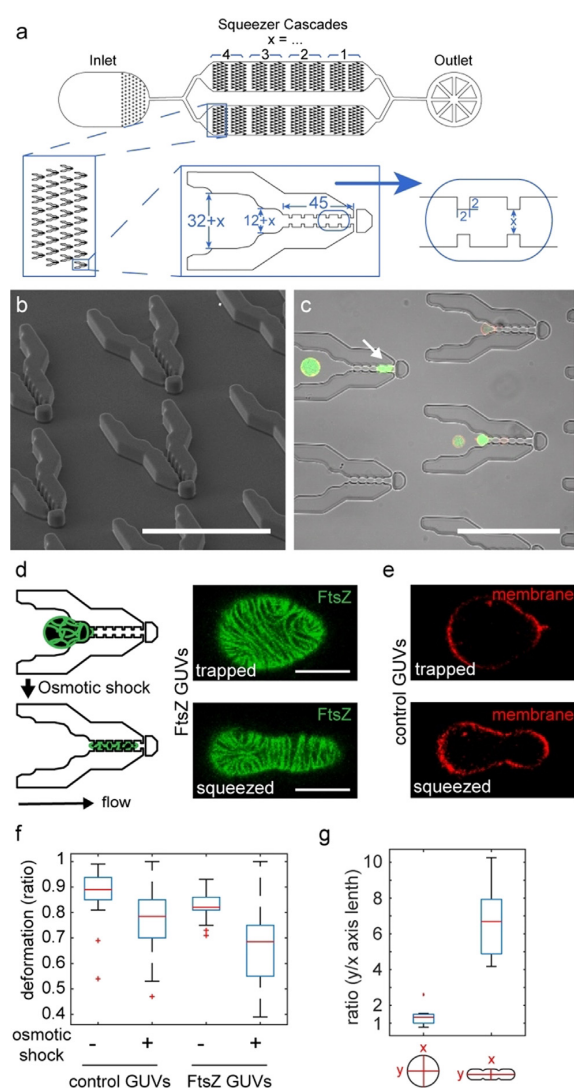 a
Squeezer Cascades
x = ...
Inlet
4 3 2 1
Outlet
32+x
12+x
45
2
2
x
b
c
d
FtsZ
trapped
Osmotic shock
FtsZ GUVs
FtsZ
squeezed
flow
e
membrane
trapped
control GUVs
membrane
squeezed
f
deformation (ratio)
1
0.9
0.8
0.7
0.6
0.5
0.4
osmotic
shock
- + - +
control GUVs FtsZ GUVs
g
ratio (y/x axis lenth)
10
8
6
4
2
1
x
y
x
y